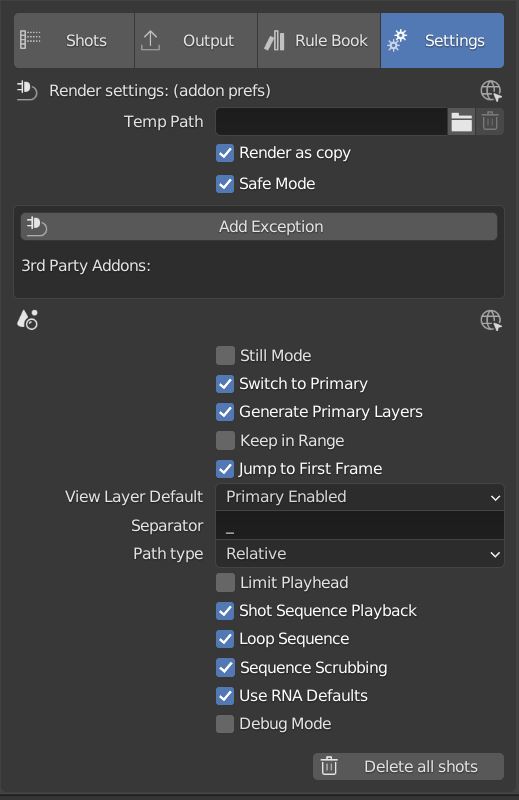 Shots Output Rule Book Settings
Render settings: (addon prefs)
Temp Path
Render as copy
Safe Mode
Add Exception
3rd Party Addons:
Still Mode
Switch to Primary
Generate Primary Layers
Keep in Range
Jump to First Frame
View Layer Default Primary Enabled
Separator _
Path type Relative
Limit Playhead
Shot Sequence Playback
Loop Sequence
Sequence Scrubbing
Use RNA Defaults
Debug Mode
Delete all shots